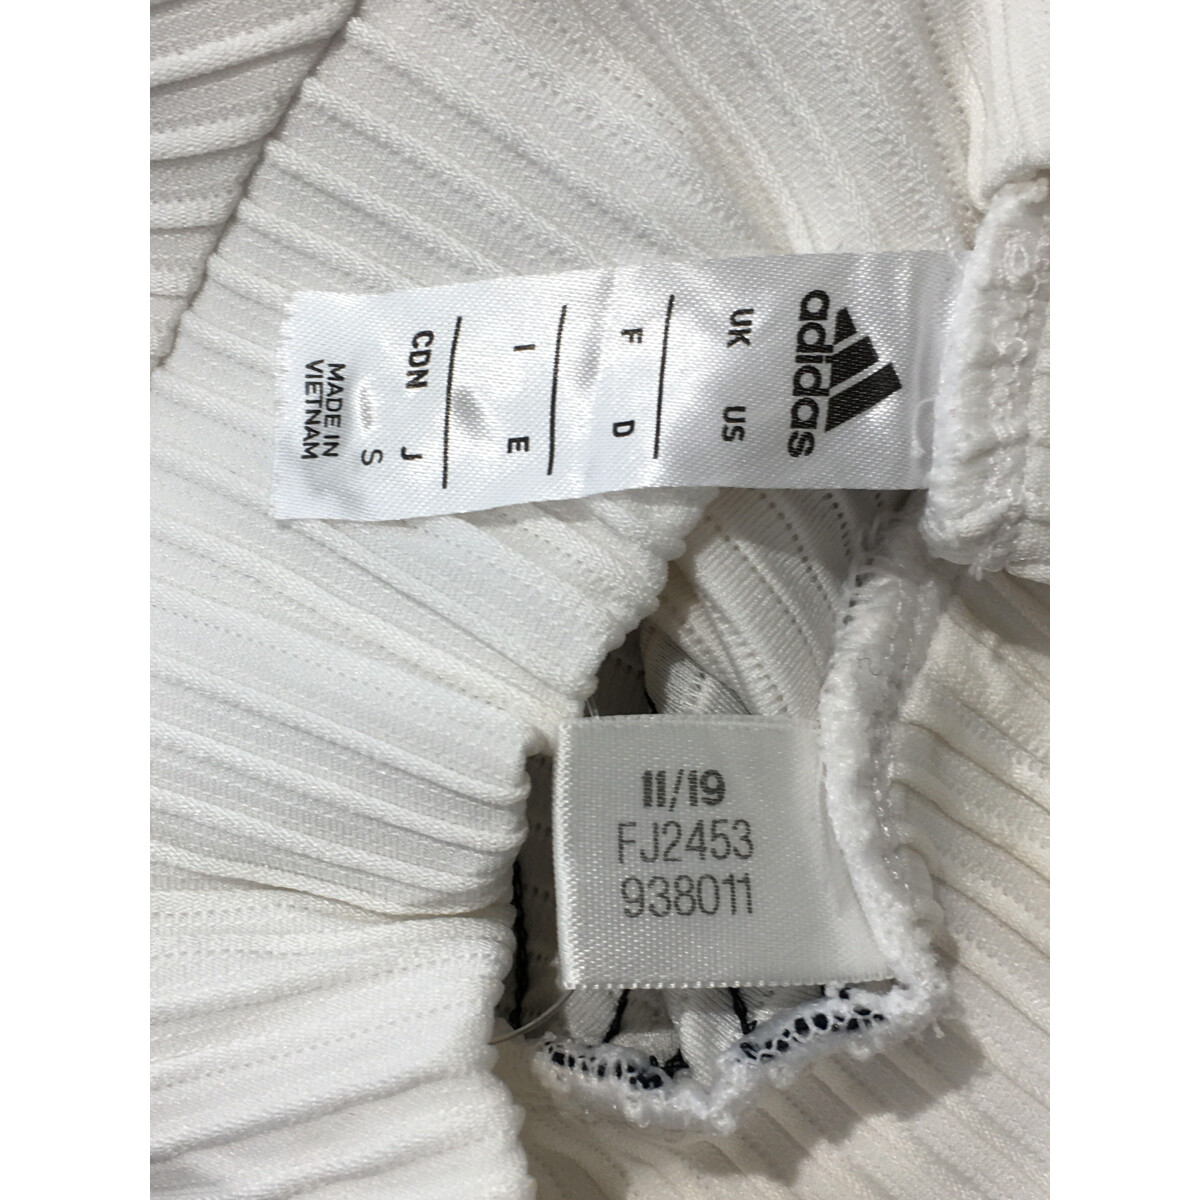 adidas
UK US
F D
I E
CDN J
S
MADE IN
VIETNAM
11/19
FJ2453
938011